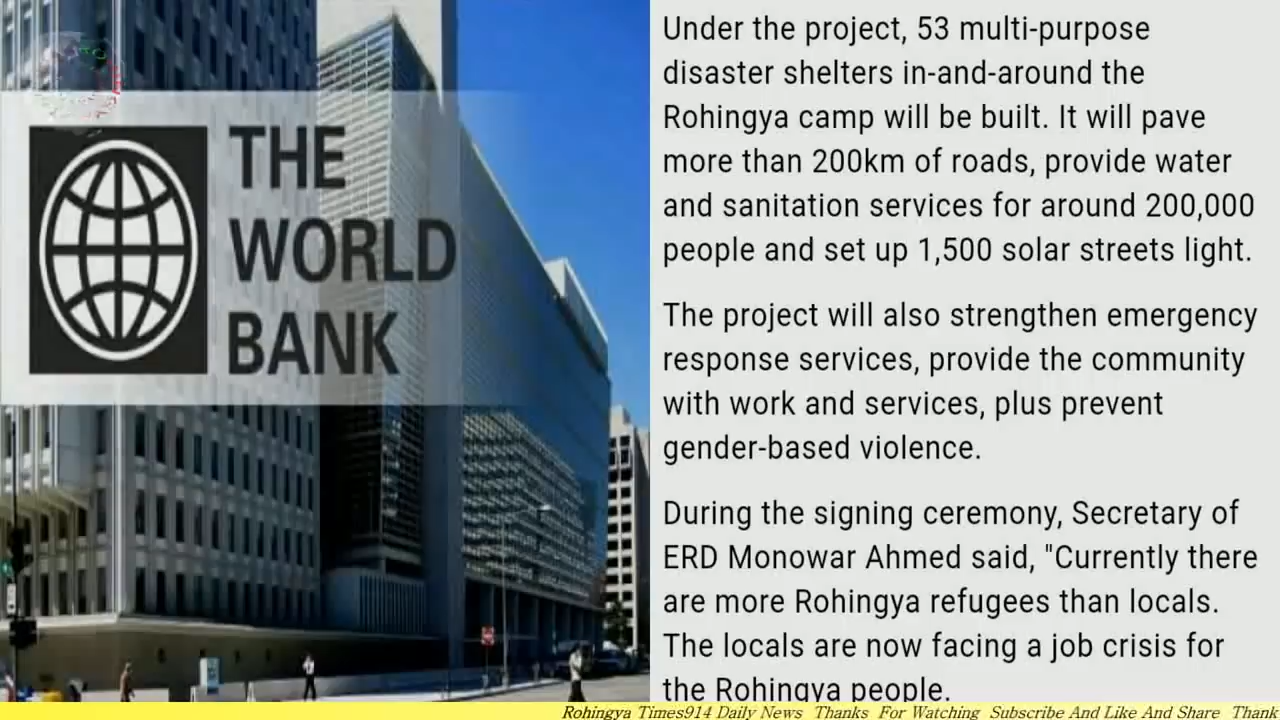 THE
WORLD
BANK
Under the project, 53 multi-purpose
disaster shelters in-and-around the
Rohingya camp will be built. It will pave
more than 200km of roads, provide water
and sanitation services for around 200,000
people and set up 1,500 solar streets light.
The project will also strengthen emergency
response services, provide the community
with work and services, plus prevent
gender-based violence.
During the signing ceremony, Secretary of
ERD Monowar Ahmed said, "Currently there
are more Rohingya refugees than locals.
The locals are now facing a job crisis for
the Rohingya people.
Rohingya Times914 Daily News Thanks For Watching Subscribe And Like And Share Thank